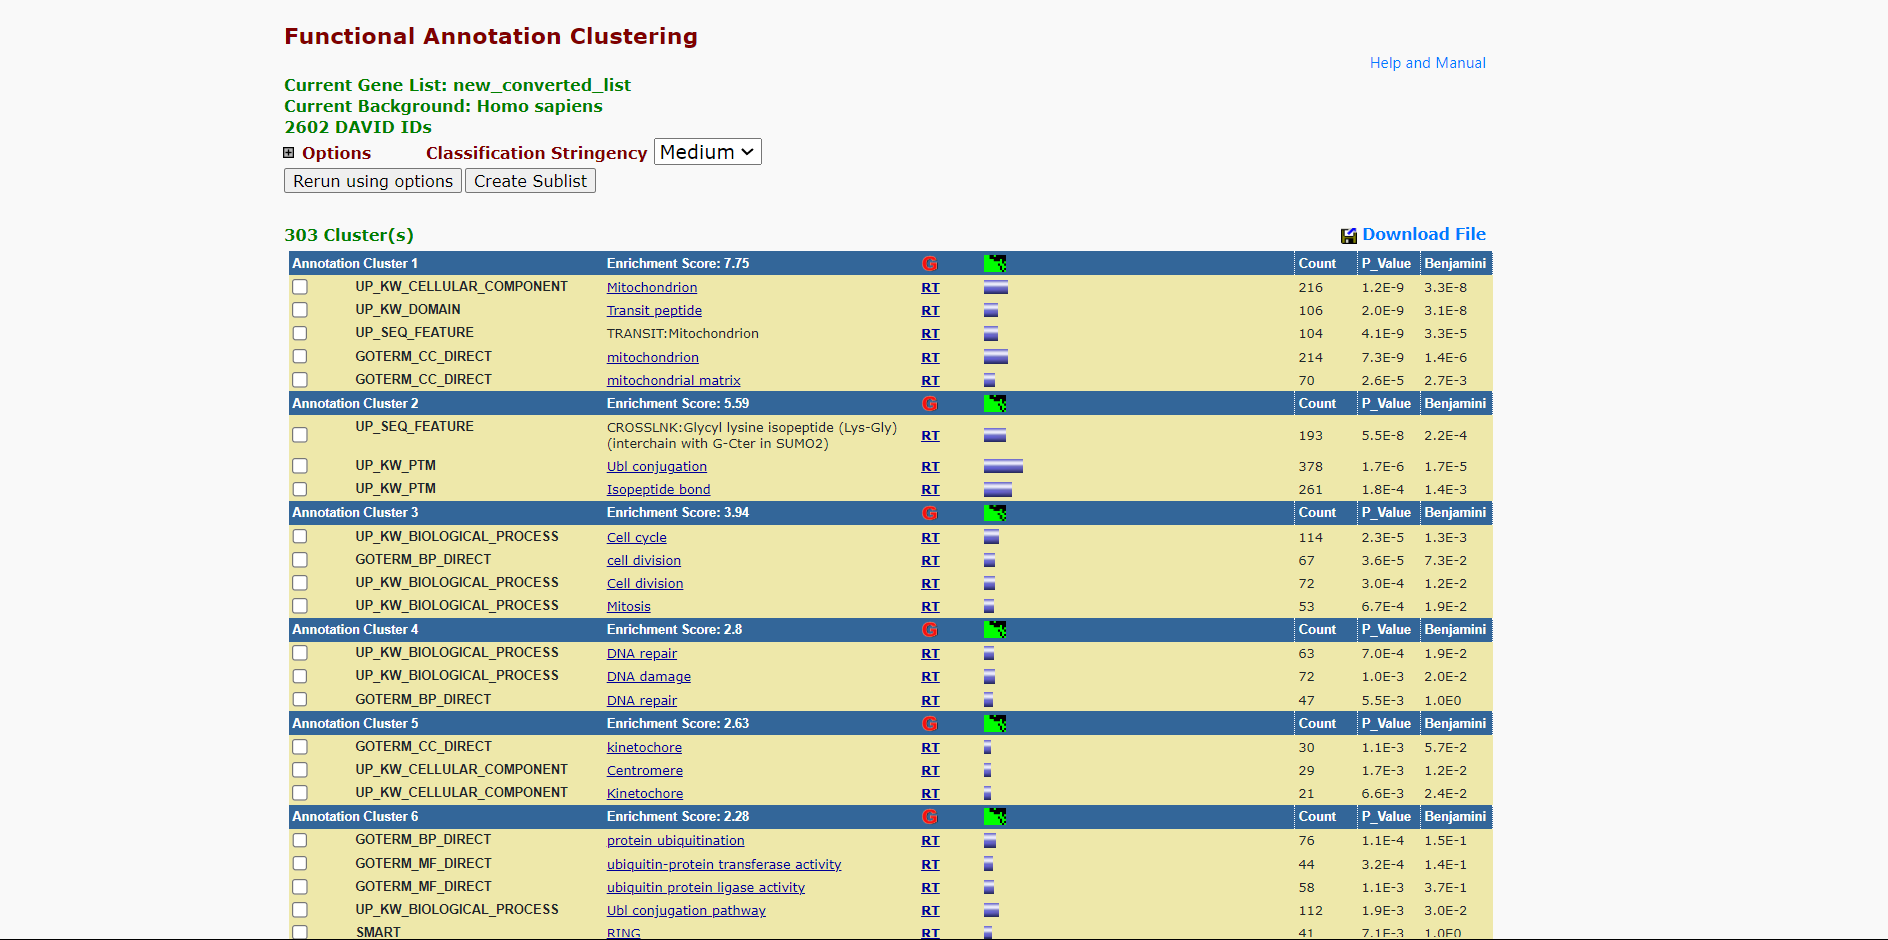 Functional Annotation Clustering
Help and Manual
Current Gene List: new_converted_list
Current Background: Homo sapiens
2602 DAVID IDs
Options Classification Stringency Medium
Rerun using options Create Sublist
303 Cluster(s) Download File
Annotation Cluster 1 Enrichment Score: 7.75 G Count P_Value Benjamini
UP_KW_CELLULAR_COMPONENT Mitochondrion RT 216 1.2E-9 3.3E-8
UP_KW_DOMAIN Transit peptide RT 106 2.0E-9 3.1E-8
UP_SEQ_FEATURE TRANSIT:Mitochondrion RT 104 4.1E-9 3.3E-5
GOTERM_CC_DIRECT mitochondrion RT 214 7.3E-9 1.4E-6
GOTERM_CC_DIRECT mitochondrial matrix RT 70 2.6E-5 2.7E-3
Annotation Cluster 2 Enrichment Score: 5.59 G Count P_Value Benjamini
UP_SEQ_FEATURE CROSSLNK:Glycyl lysine isopeptide (Lys-Gly)
(interchain with G-Cter in SUMO2) RT 193 5.5E-8 2.2E-4
UP_KW_PTM Ubl conjugation RT 378 1.7E-6 1.7E-5
UP_KW_PTM Isopeptide bond RT 261 1.8E-4 1.4E-3
Annotation Cluster 3 Enrichment Score: 3.94 G Count P_Value Benjamini
UP_KW_BIOLOGICAL_PROCESS Cell cycle RT 114 2.3E-5 1.3E-3
GOTERM_BP_DIRECT cell division RT 67 3.6E-5 7.3E-2
UP_KW_BIOLOGICAL_PROCESS Cell division RT 72 3.0E-4 1.2E-2
UP_KW_BIOLOGICAL_PROCESS Mitosis RT 53 6.7E-4 1.9E-2
Annotation Cluster 4 Enrichment Score: 2.8 G Count P_Value Benjamini
UP_KW_BIOLOGICAL_PROCESS DNA repair RT 63 7.0E-4 1.9E-2
UP_KW_BIOLOGICAL_PROCESS DNA damage RT 72 1.0E-3 2.0E-2
GOTERM_BP_DIRECT DNA repair RT 47 5.5E-3 1.0E0
Annotation Cluster 5 Enrichment Score: 2.63 G Count P_Value Benjamini
GOTERM_CC_DIRECT kinetochore RT 30 1.1E-3 5.7E-2
UP_KW_CELLULAR_COMPONENT Centromere RT 29 1.7E-3 1.2E-2
UP_KW_CELLULAR_COMPONENT Kinetochore RT 21 6.6E-3 2.4E-2
Annotation Cluster 6 Enrichment Score: 2.28 G Count P_Value Benjamini
GOTERM_BP_DIRECT protein ubiquitination RT 76 1.1E-4 1.5E-1
GOTERM_MF_DIRECT ubiquitin-protein transferase activity RT 44 3.2E-4 1.4E-1
GOTERM_MF_DIRECT ubiquitin protein ligase activity RT 58 1.1E-3 3.7E-1
UP_KW_BIOLOGICAL_PROCESS Ubl conjugation pathway RT 112 1.9E-3 3.0E-2
SMART RING RT 41 7.1E-3 1.0E0